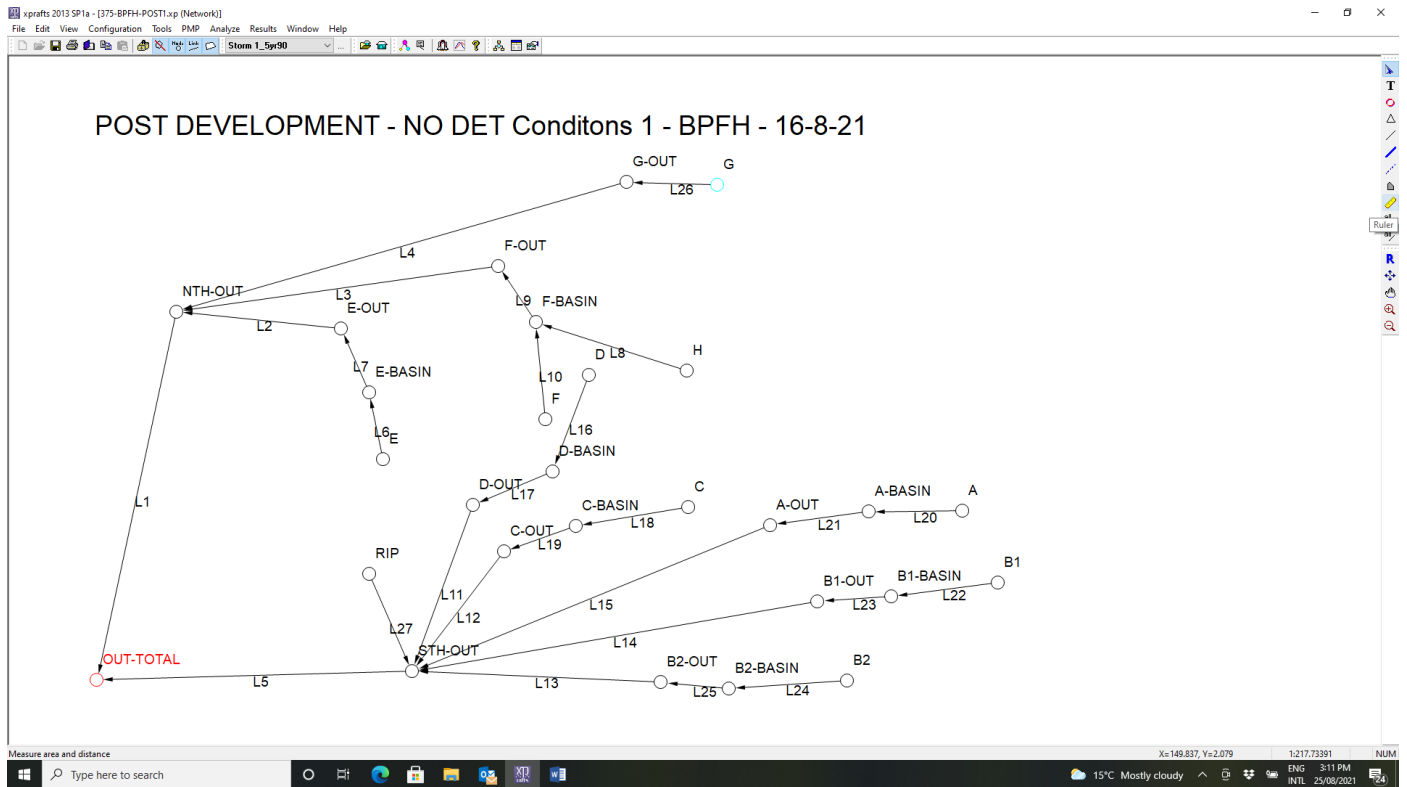 xprafts 2013 SP1a - [375-BPFH-POST1.xp (Network)]
File Edit View Configuration Tools PMP Analyze Results Window Help
Storm 1_5yr90
POST DEVELOPMENT - NO DET Conditons 1 - BPFH - 16-8-21
G-OUT
G
L26
L4
F-OUT
NTH-OUT
L3
L9
F-BASIN
E-OUT
L2
D
L8
H
L7
E-BASIN
L10
F
L6
E
L16
D-BASIN
D-OUT
L17
C
C-BASIN
L18
A-OUT
A-BASIN
A
L21
L20
L1
C-OUT
L19
RIP
B1-OUT
B1-BASIN
B1
L11
L12
L15
L23
L22
L27
L14
STH-OUT
OUT-TOTAL
L5
L13
B2-OUT
B2-BASIN
B2
L25
L24
T
R
Ruler
Measure area and distance
X=149.837, Y=2.079
1:217.73391
NUM
Type here to search
15°C Mostly cloudy
ENG
INTL
3:11 PM
25/08/2021
24